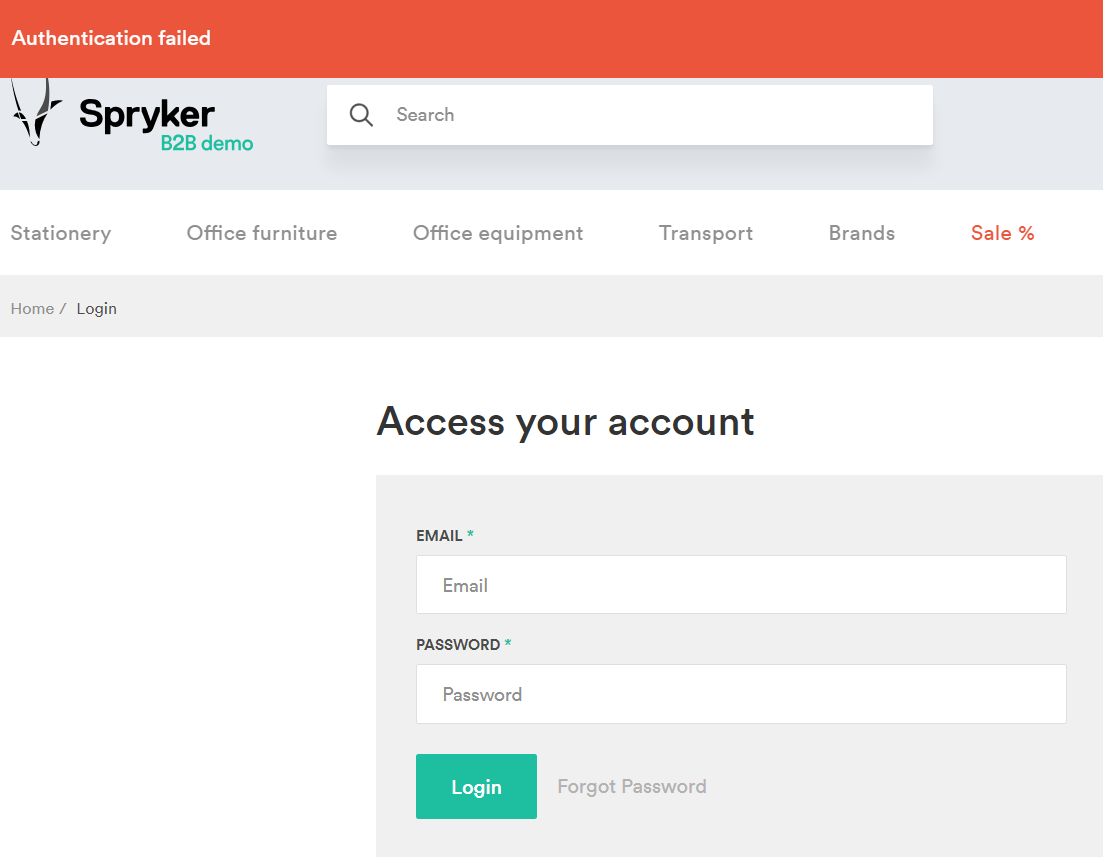 Authentication failed
Spryker
B2B demo
Search
Stationery Office furniture Office equipment Transport Brands Sale %
Home / Login
Access your account
EMAIL *
Email
PASSWORD *
Password
Login Forgot Password